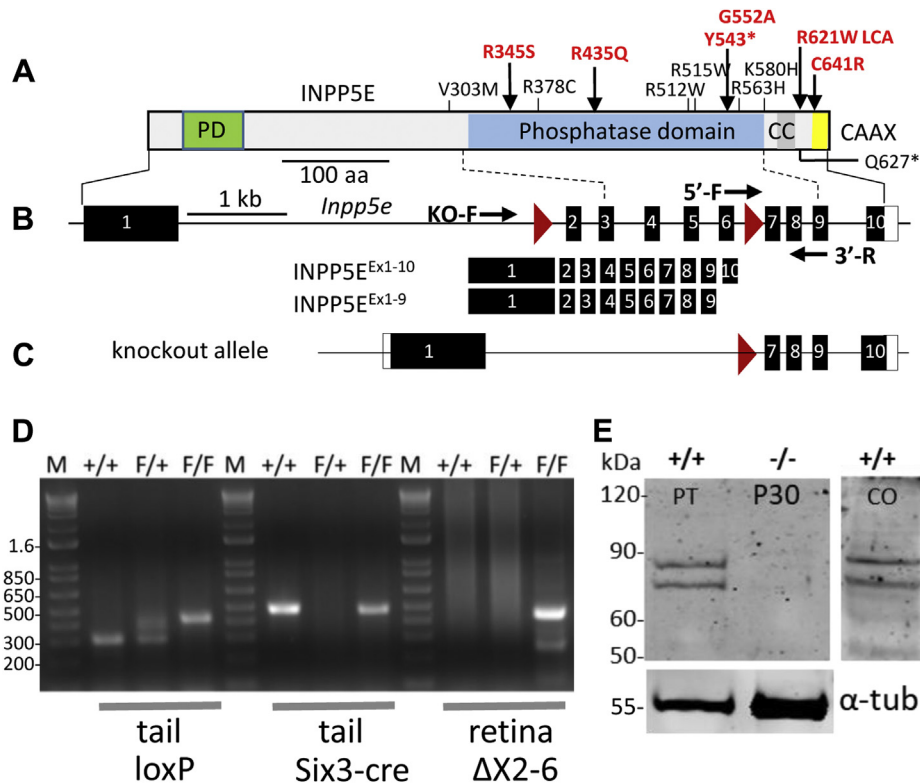 A
G552A
R345S R435Q Y543* R621W LCA
R515W K580H C641R
INPP5E V303M R378C R512W R563H
PD Phosphatase domain CC CAAX
100 aa Q627*
1 kb Inpp5e 5’-F
B KO-F
1 2 3 4 5 6 7 8 9 10
3’-R
INPP5E^Ex1-10 1 2 3 4 5 6 7 8 9 10
INPP5E^Ex1-9 1 2 3 4 5 6 7 8 9
C knockout allele 1 7 8 9 10
D
M +/+ F/+ F/F M +/+ F/+ F/F M +/+ F/+ F/F
1.6-
850-
650-
500-
300-
200-
tail tail retina
loxP Six3-cre ΔX2-6
E
kDa +/+ -/- +/+
120- PT P30 CO
90-
60-
50-
55- α-tub